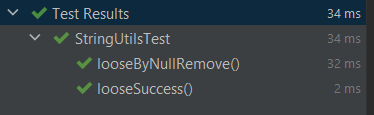 Test Results 34 ms
StringUtilsTest 34 ms
looseByNullRemove() 32 ms
looseSuccess() 2 ms